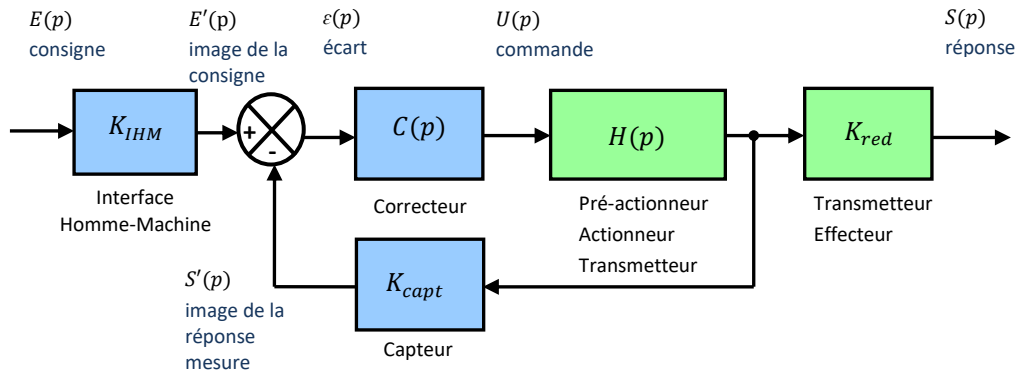 E(p)
consigne
E'(p)
image de la
consigne
ε(p)
écart
U(p)
commande
S(p)
réponse
K_IHM
+
-
C(p)
H(p)
K_red
Interface
Homme-Machine
Correcteur
Pré-actionneur
Actionneur
Transmetteur
Transmetteur
Effecteur
S'(p)
image de la
réponse
mesure
K_capt
Capteur